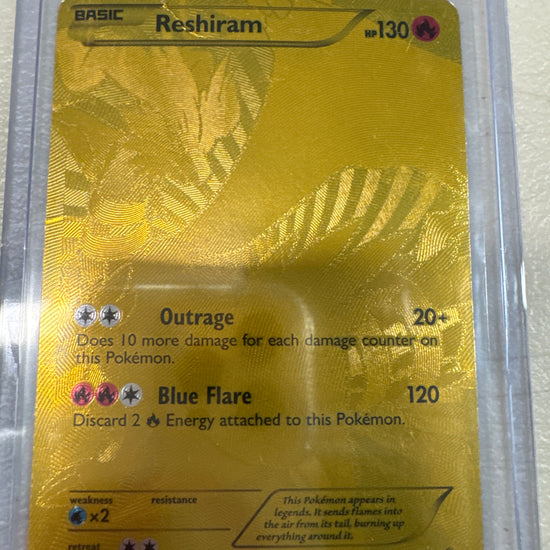 BASIC Reshiram HP130
Outrage 20+
Does 10 more damage for each damage counter on
this Pokémon.
Blue Flare 120
Discard 2 Energy attached to this Pokémon.
weakness resistance
×2
retreat
This Pokémon appears in
legends. It sends flames into
the air from its tail, burning up
everything around it.